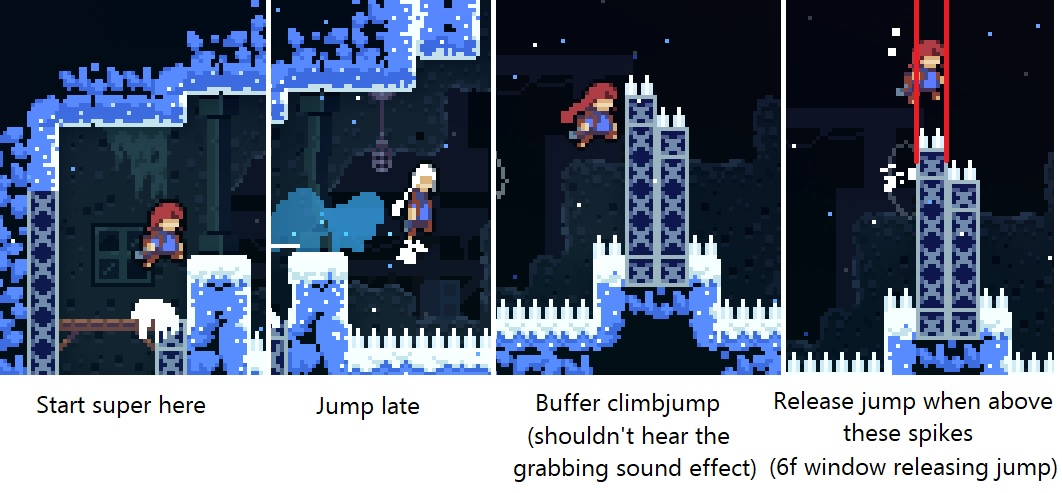 Start super here
Jump late
Buffer climbjump
(shouldn't hear the
grabbing sound effect)
Release jump when above
these spikes
(6f window releasing jump)